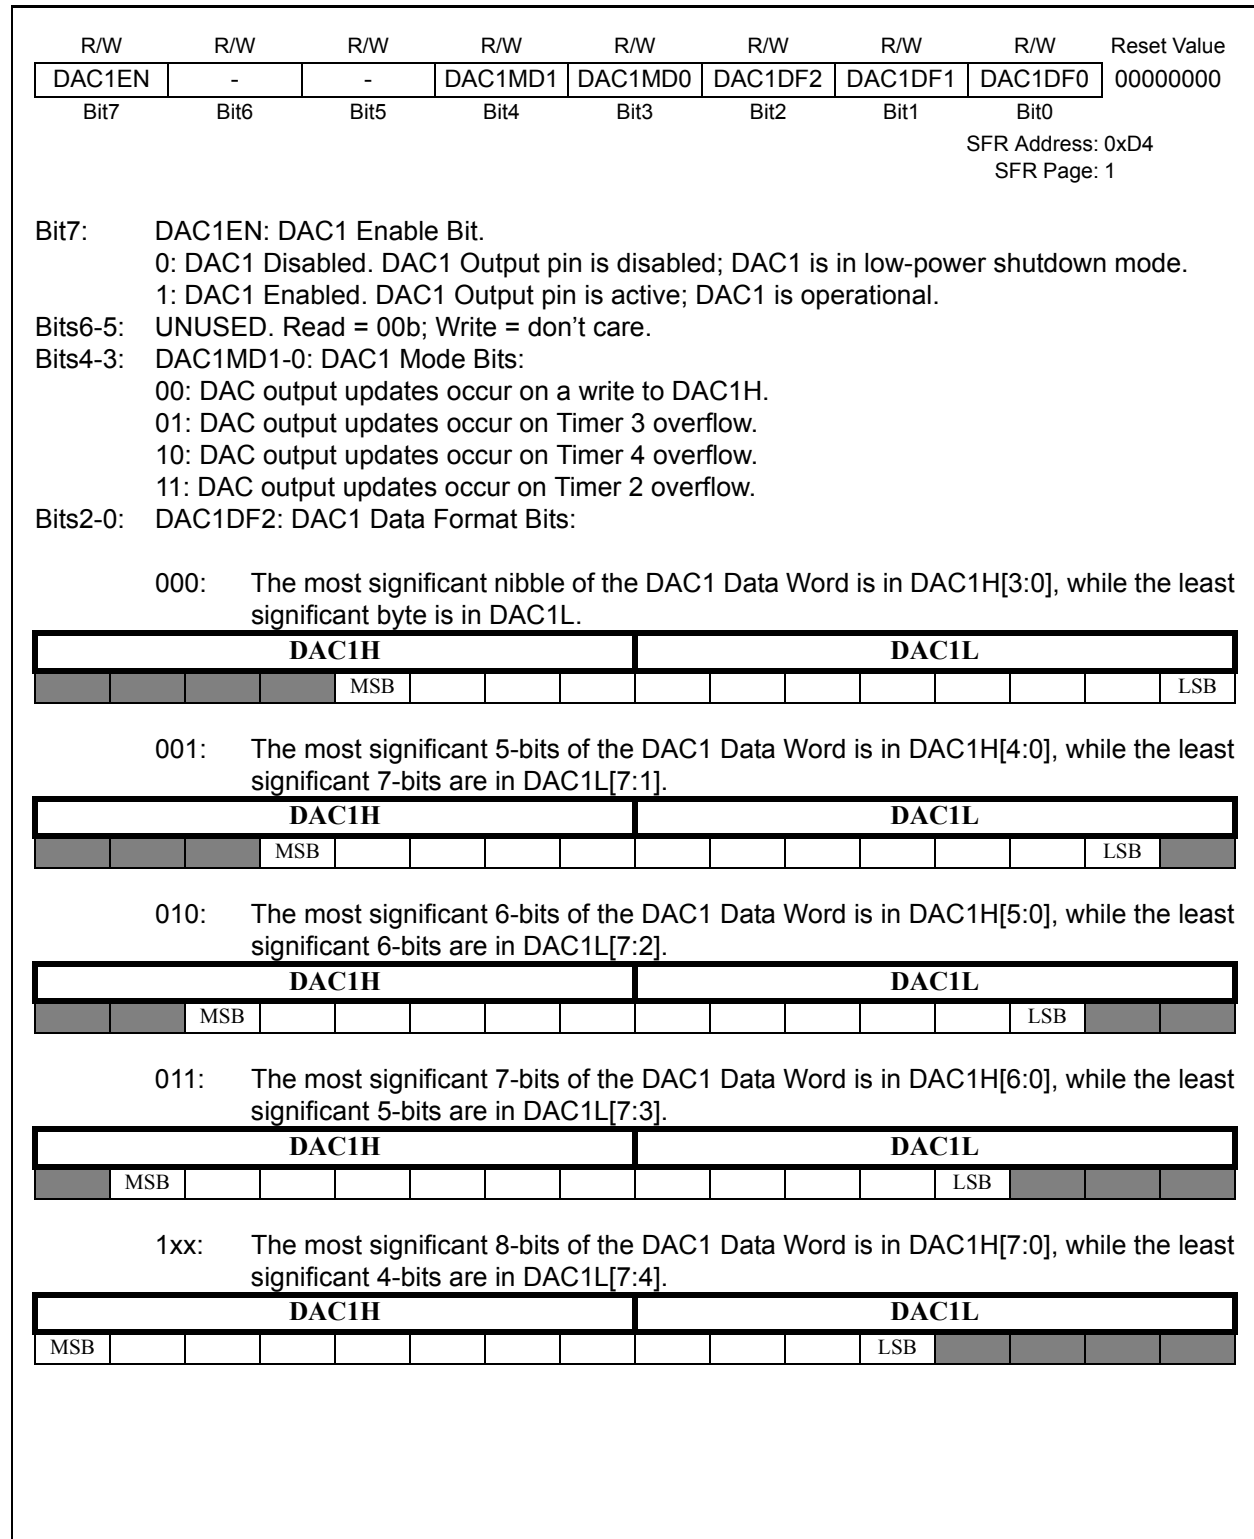 R/W R/W R/W R/W R/W R/W R/W R/W Reset Value
DAC1EN - - DAC1MD1 DAC1MD0 DAC1DF2 DAC1DF1 DAC1DF0 00000000
Bit7 Bit6 Bit5 Bit4 Bit3 Bit2 Bit1 Bit0
SFR Address: 0xD4
SFR Page: 1
Bit7: DAC1EN: DAC1 Enable Bit.
0: DAC1 Disabled. DAC1 Output pin is disabled; DAC1 is in low-power shutdown mode.
1: DAC1 Enabled. DAC1 Output pin is active; DAC1 is operational.
Bits6-5: UNUSED. Read = 00b; Write = don’t care.
Bits4-3: DAC1MD1-0: DAC1 Mode Bits:
00: DAC output updates occur on a write to DAC1H.
01: DAC output updates occur on Timer 3 overflow.
10: DAC output updates occur on Timer 4 overflow.
11: DAC output updates occur on Timer 2 overflow.
Bits2-0: DAC1DF2: DAC1 Data Format Bits:
000: The most significant nibble of the DAC1 Data Word is in DAC1H[3:0], while the least
significant byte is in DAC1L.
DAC1H DAC1L
MSB LSB
001: The most significant 5-bits of the DAC1 Data Word is in DAC1H[4:0], while the least
significant 7-bits are in DAC1L[7:1].
DAC1H DAC1L
MSB LSB
010: The most significant 6-bits of the DAC1 Data Word is in DAC1H[5:0], while the least
significant 6-bits are in DAC1L[7:2].
DAC1H DAC1L
MSB LSB
011: The most significant 7-bits of the DAC1 Data Word is in DAC1H[6:0], while the least
significant 5-bits are in DAC1L[7:3].
DAC1H DAC1L
MSB LSB
1xx: The most significant 8-bits of the DAC1 Data Word is in DAC1H[7:0], while the least
significant 4-bits are in DAC1L[7:4].
DAC1H DAC1L
MSB LSB